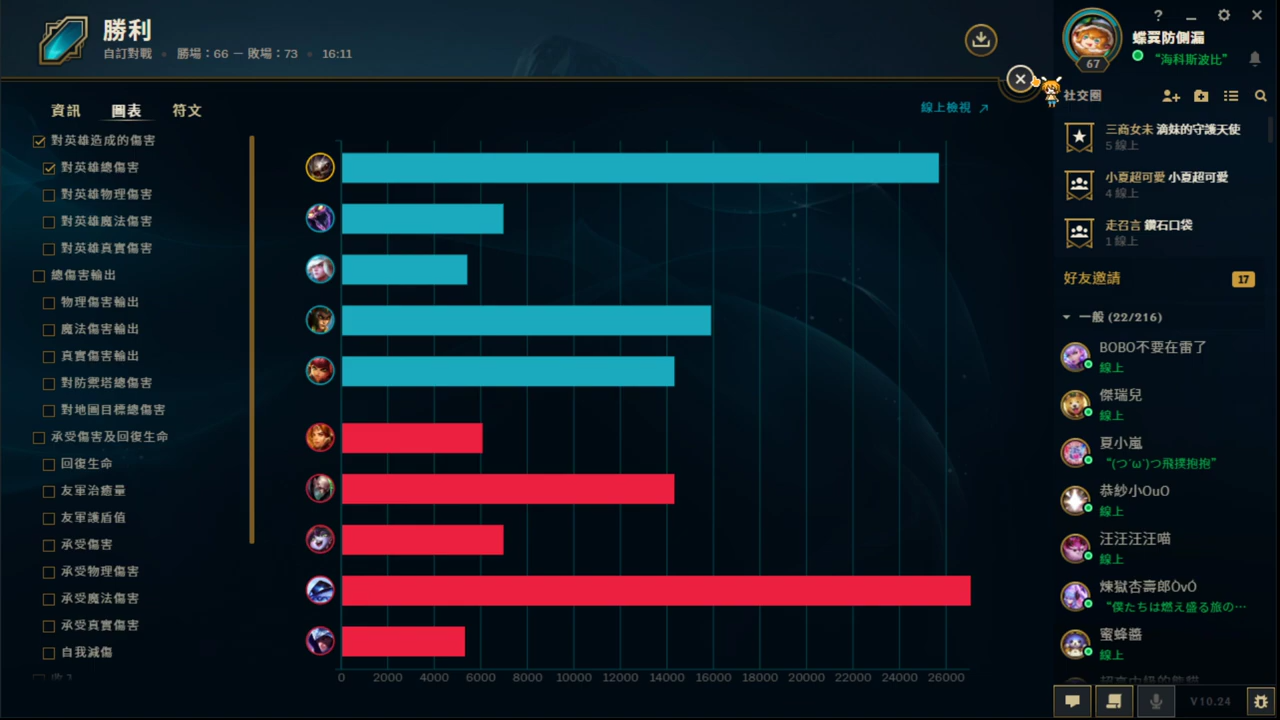 勝利
自訂對戰 • 勝場：66 － 敗場：73 • 16:11
資訊 圖表 符文
線上檢視
對英雄造成的傷害
對英雄總傷害
對英雄物理傷害
對英雄魔法傷害
對英雄真實傷害
總傷害輸出
物理傷害輸出
魔法傷害輸出
真實傷害輸出
對防禦塔總傷害
對地圖目標總傷害
承受傷害及回復生命
回復生命
友軍治癒量
友軍護盾值
承受傷害
承受物理傷害
承受魔法傷害
承受真實傷害
自我減傷
0 2000 4000 6000 8000 10000 12000 14000 16000 18000 20000 22000 24000 26000
67
蝶翼防側漏
“海科斯波比”
社交圈
三商女未 滴妹的守護天使
5 線上
小夏超可愛 小夏超可愛
4 線上
走召言 鑽石口袋
1 線上
好友邀請 17
一般 (22/216)
BOBO不要在雷了
線上
傑瑞兒
線上
夏小嵐
“(つ˙ω˙)つ飛撲抱抱”
恭紗小OuO
線上
汪汪汪汪喵
線上
煉獄杏壽郎ÒvÓ
“僕たちは燃え盛る旅の…
蜜蜂醬
線上
V10.24